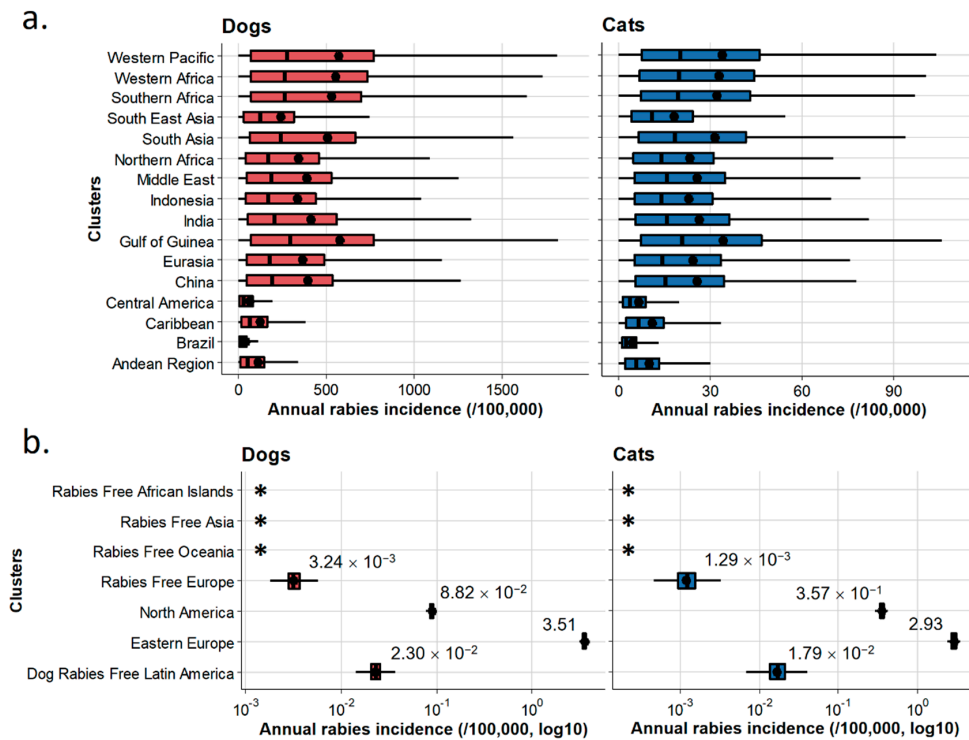 a.
Dogs
Cats
Clusters
Western Pacific
Western Africa
Southern Africa
South East Asia
South Asia
Northern Africa
Middle East
Indonesia
India
Gulf of Guinea
Eurasia
China
Central America
Caribbean
Brazil
Andean Region
0 500 1000 1500
0 30 60 90
Annual rabies incidence (/100,000)
Annual rabies incidence (/100,000)
b.
Dogs
Cats
Clusters
Rabies Free African Islands * *
Rabies Free Asia * *
Rabies Free Oceania * *
3.24 × 10⁻³ 1.29 × 10⁻³
Rabies Free Europe
8.82 × 10⁻² 3.57 × 10⁻¹
North America
3.51 2.93
Eastern Europe
2.30 × 10⁻² 1.79 × 10⁻²
Dog Rabies Free Latin America
10⁻³ 10⁻² 10⁻¹ 10⁰
10⁻³ 10⁻² 10⁻¹ 10⁰
Annual rabies incidence (/100,000, log10)
Annual rabies incidence (/100,000, log10)